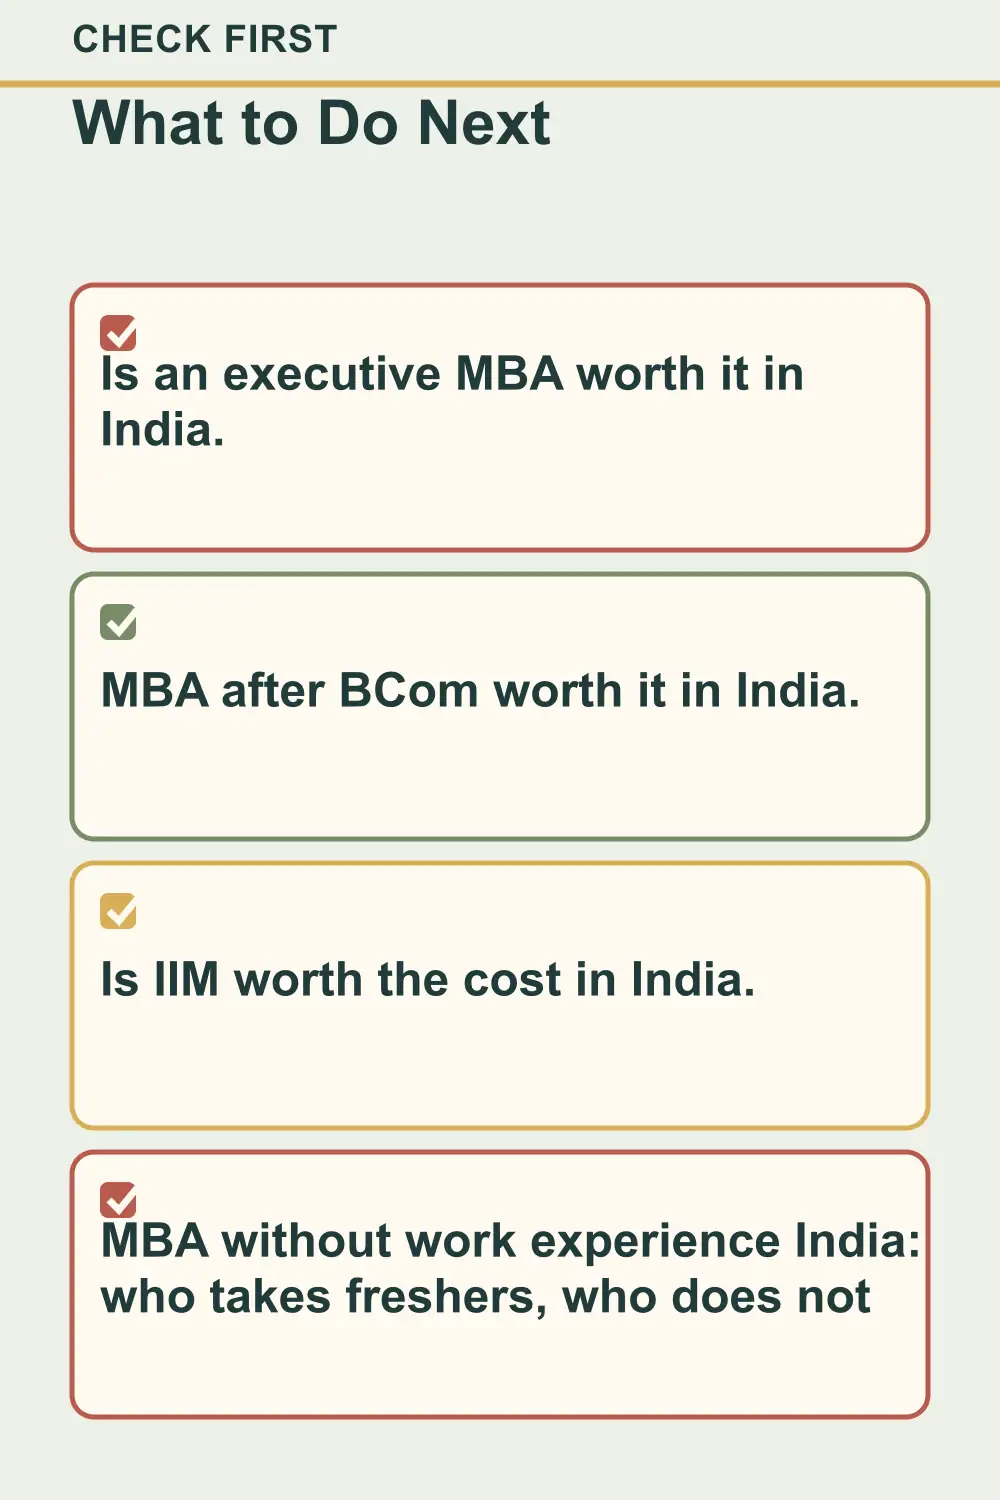 CHECK FIRST
What to Do Next
Is an executive MBA worth it in
India.
MBA after BCom worth it in India.
Is IIM worth the cost in India.
MBA without work experience India:
who takes freshers, who does not